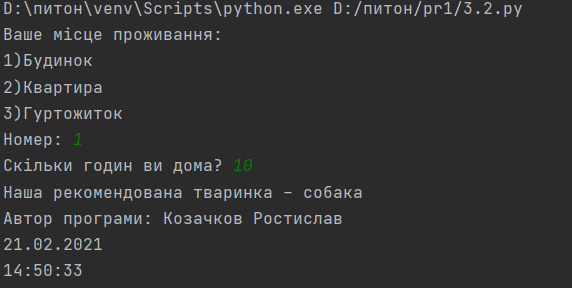 D:\питон\venv\Scripts\python.exe D:/питон/pr1/3.2.py
Ваше місце проживання:
1)Будинок
2)Квартира
3)Гуртожиток
Номер: 1
Скільки годин ви дома? 10
Наша рекомендована тваринка – собака
Автор програми: Козачков Ростислав
21.02.2021
14:50:33